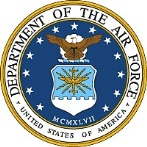 DEPARTMENT OF THE AIR FORCE
MCMXLVII
UNITED STATES OF AMERICA